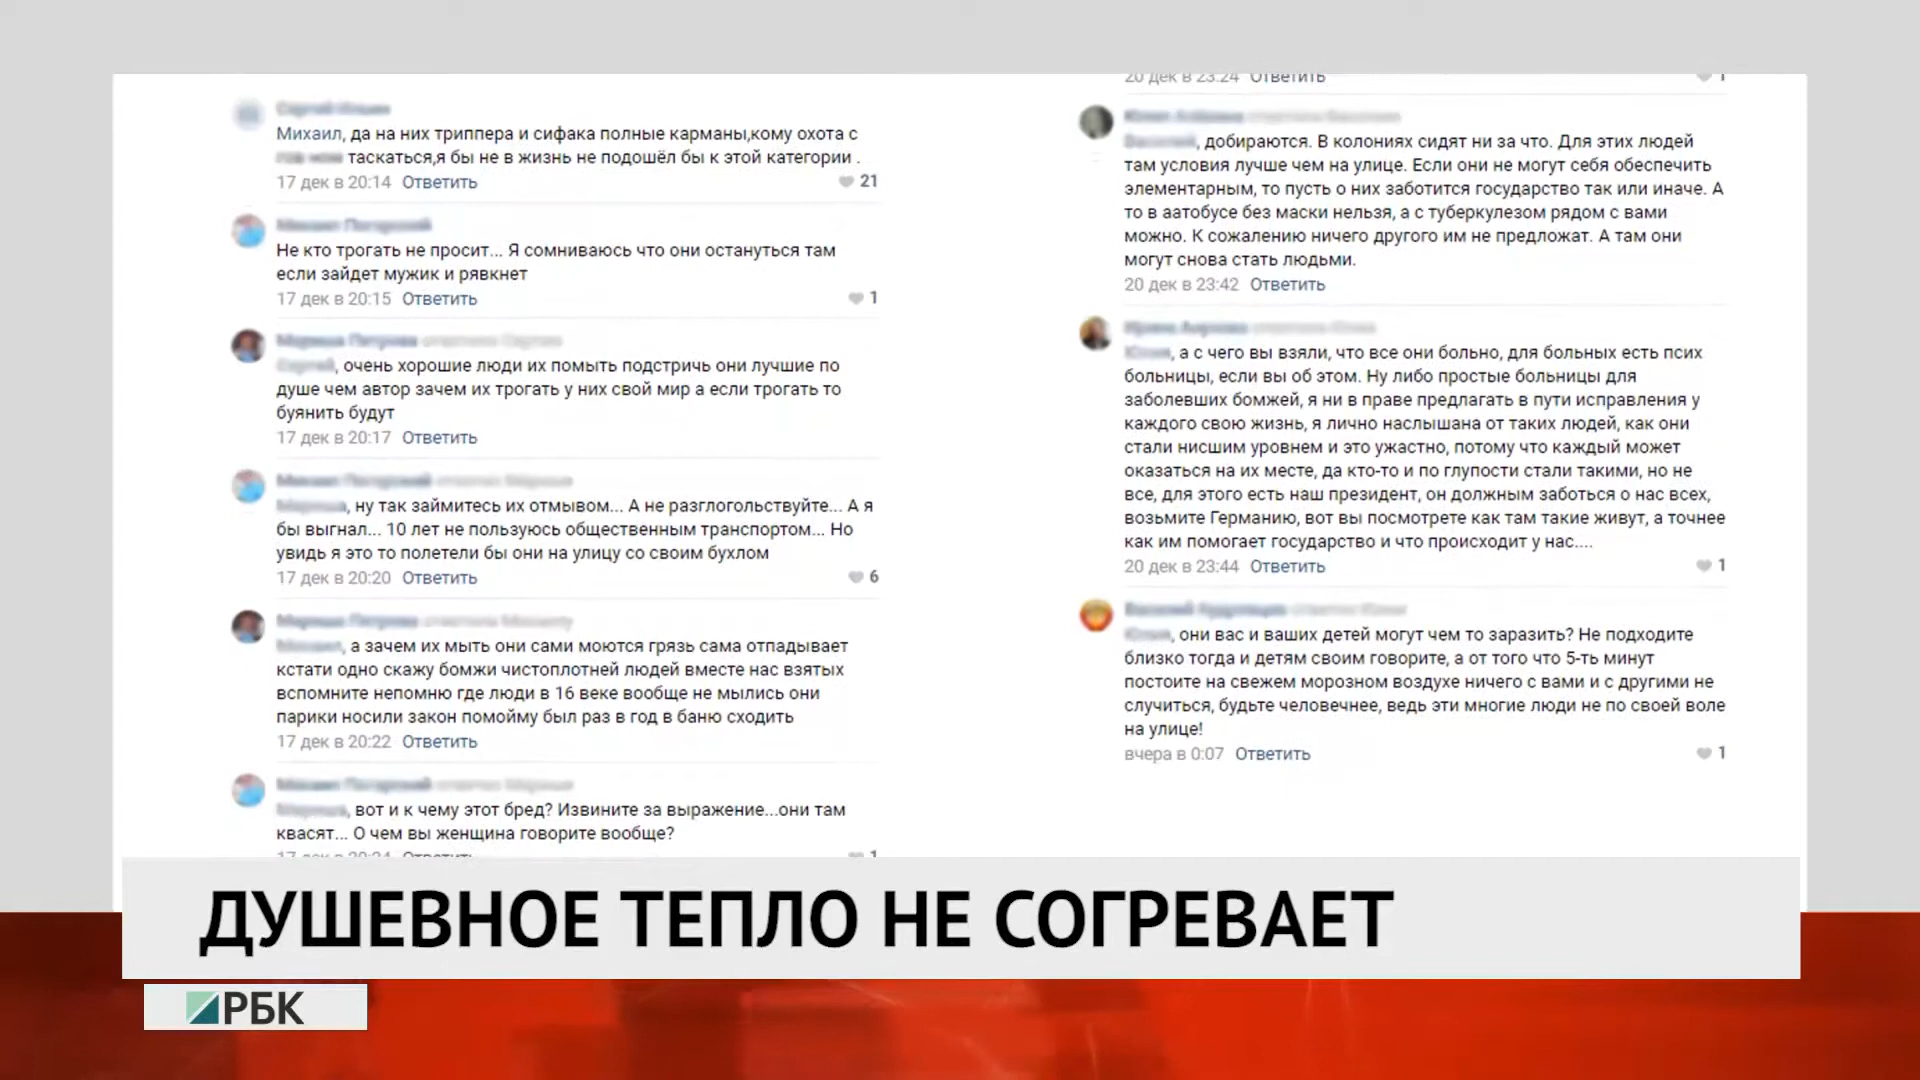 Михаил, да на них триппера и сифака полные карманы,кому охота с
таскаться,я бы не в жизнь не подошёл бы к этой категории .
17 дек в 20:14 Ответить 21
Не кто трогать не просит... Я сомниваюсь что они остануться там
если зайдет мужик и рявкнет
17 дек в 20:15 Ответить 1
, очень хорошие люди их помыть подстричь они лучшие по
душе чем автор зачем их трогать у них свой мир а если трогать то
буянить будут
17 дек в 20:17 Ответить
, ну так займитесь их отмывом... А не разглогольствуйте... А я
бы выгнал... 10 лет не пользуюсь общественным транспортом... Но
увидь я это то полетели бы они на улицу со своим бухлом
17 дек в 20:20 Ответить 6
, а зачем их мыть они сами моются грязь сама отпадывает
кстати одно скажу бомжи чистоплотней людей вместе нас взятых
вспомните непомню где люди в 16 веке вообще не мылись они
парики носили закон помойму был раз в год в баню сходить
17 дек в 20:22 Ответить
, вот и к чему этот бред? Извините за выражение...они там
квасят... О чем вы женщина говорите вообще?
17 дек в 20:24 Ответить 1
20 дек в 23:24 Ответить 1
, добираются. В колониях сидят ни за что. Для этих людей
там условия лучше чем на улице. Если они не могут себя обеспечить
элементарным, то пусть о них заботится государство так или иначе. А
то в аатобусе без маски нельзя, а с туберкулезом рядом с вами
можно. К сожалению ничего другого им не предложат. А там они
могут снова стать людьми.
20 дек в 23:42 Ответить
, а с чего вы взяли, что все они больно, для больных есть псих
больницы, если вы об этом. Ну либо простые больницы для
заболевших бомжей, я ни в праве предлагать в пути исправления у
каждого свою жизнь, я лично наслышана от таких людей, как они
стали нисшим уровнем и это ужастно, потому что каждый может
оказаться на их месте, да кто-то и по глупости стали такими, но не
все, для этого есть наш президент, он должным заботься о нас всех,
возьмите Германию, вот вы посмотрете как там такие живут, а точнее
как им помогает государство и что происходит у нас....
20 дек в 23:44 Ответить 1
, они вас и ваших детей могут чем то заразить? Не подходите
близко тогда и детям своим говорите, а от того что 5-ть минут
постоите на свежем морозном воздухе ничего с вами и с другими не
случиться, будьте человечнее, ведь эти многие люди не по своей воле
на улице!
вчера в 0:07 Ответить 1
ДУШЕВНОЕ ТЕПЛО НЕ СОГРЕВАЕТ
РБК